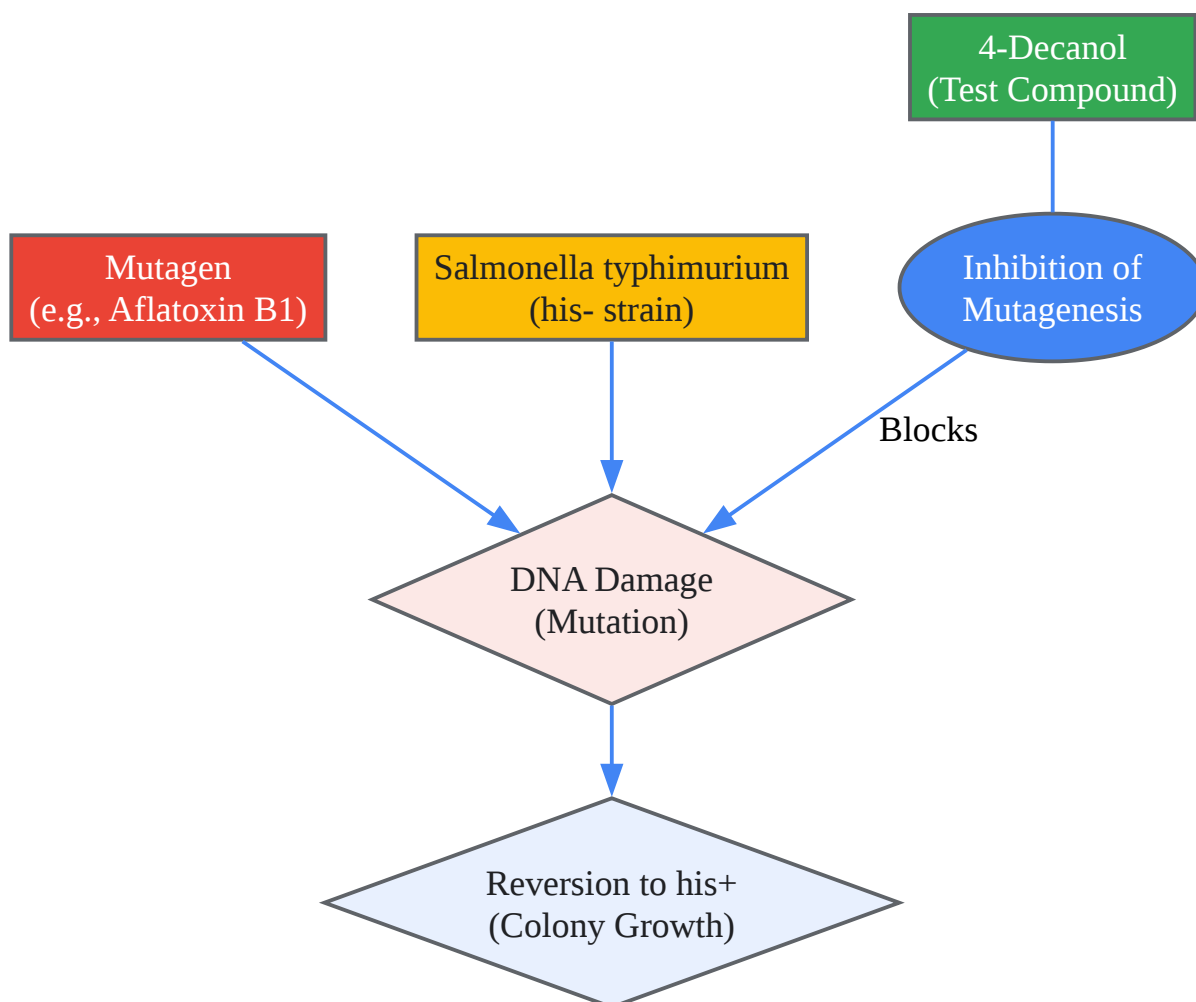 4-Decanol
(Test Compound)
Mutagen
(e.g., Aflatoxin B1)
Salmonella typhimurium
(his- strain)
Inhibition of
Mutagenesis
Blocks
DNA Damage
(Mutation)
Reversion to his+
(Colony Growth)